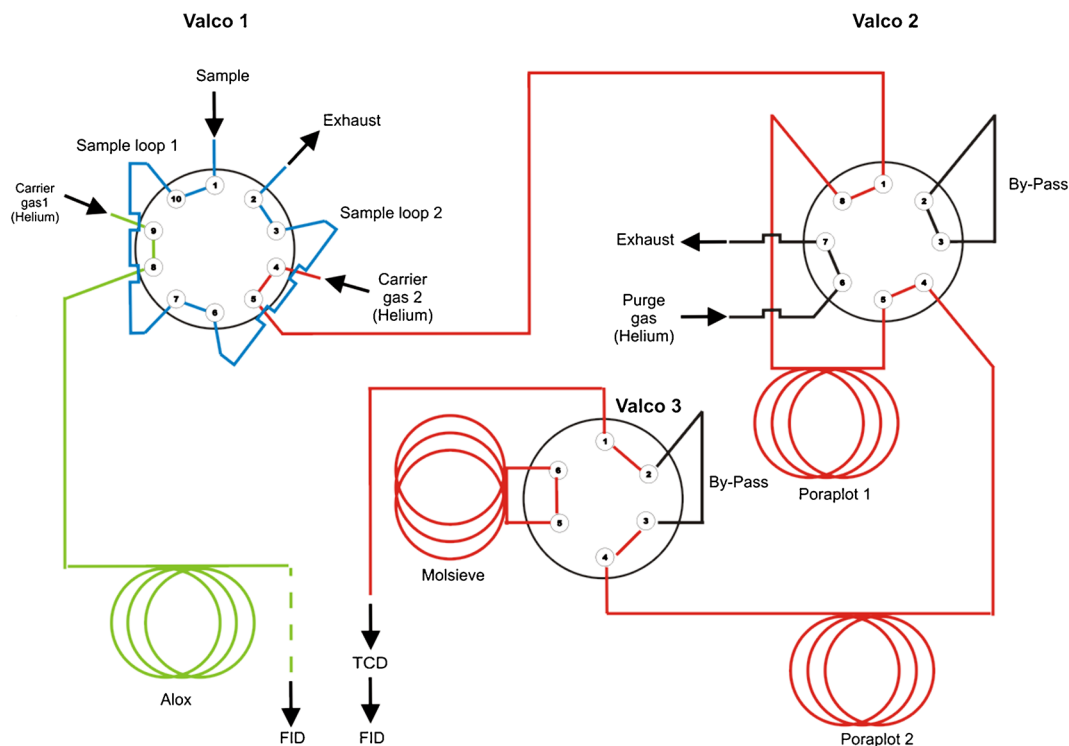 Valco 1
Valco 2
Sample
Exhaust
Sample loop 1
Carrier
gas1
(Helium)
Sample loop 2
Carrier
gas 2
(Helium)
1
2
3
4
5
6
7
8
9
10
By-Pass
Exhaust
Purge
gas
(Helium)
1
2
3
4
5
6
7
8
Poraplot 1
Valco 3
By-Pass
1
2
3
4
5
6
Molsieve
Alox
TCD
FID
FID
Poraplot 2